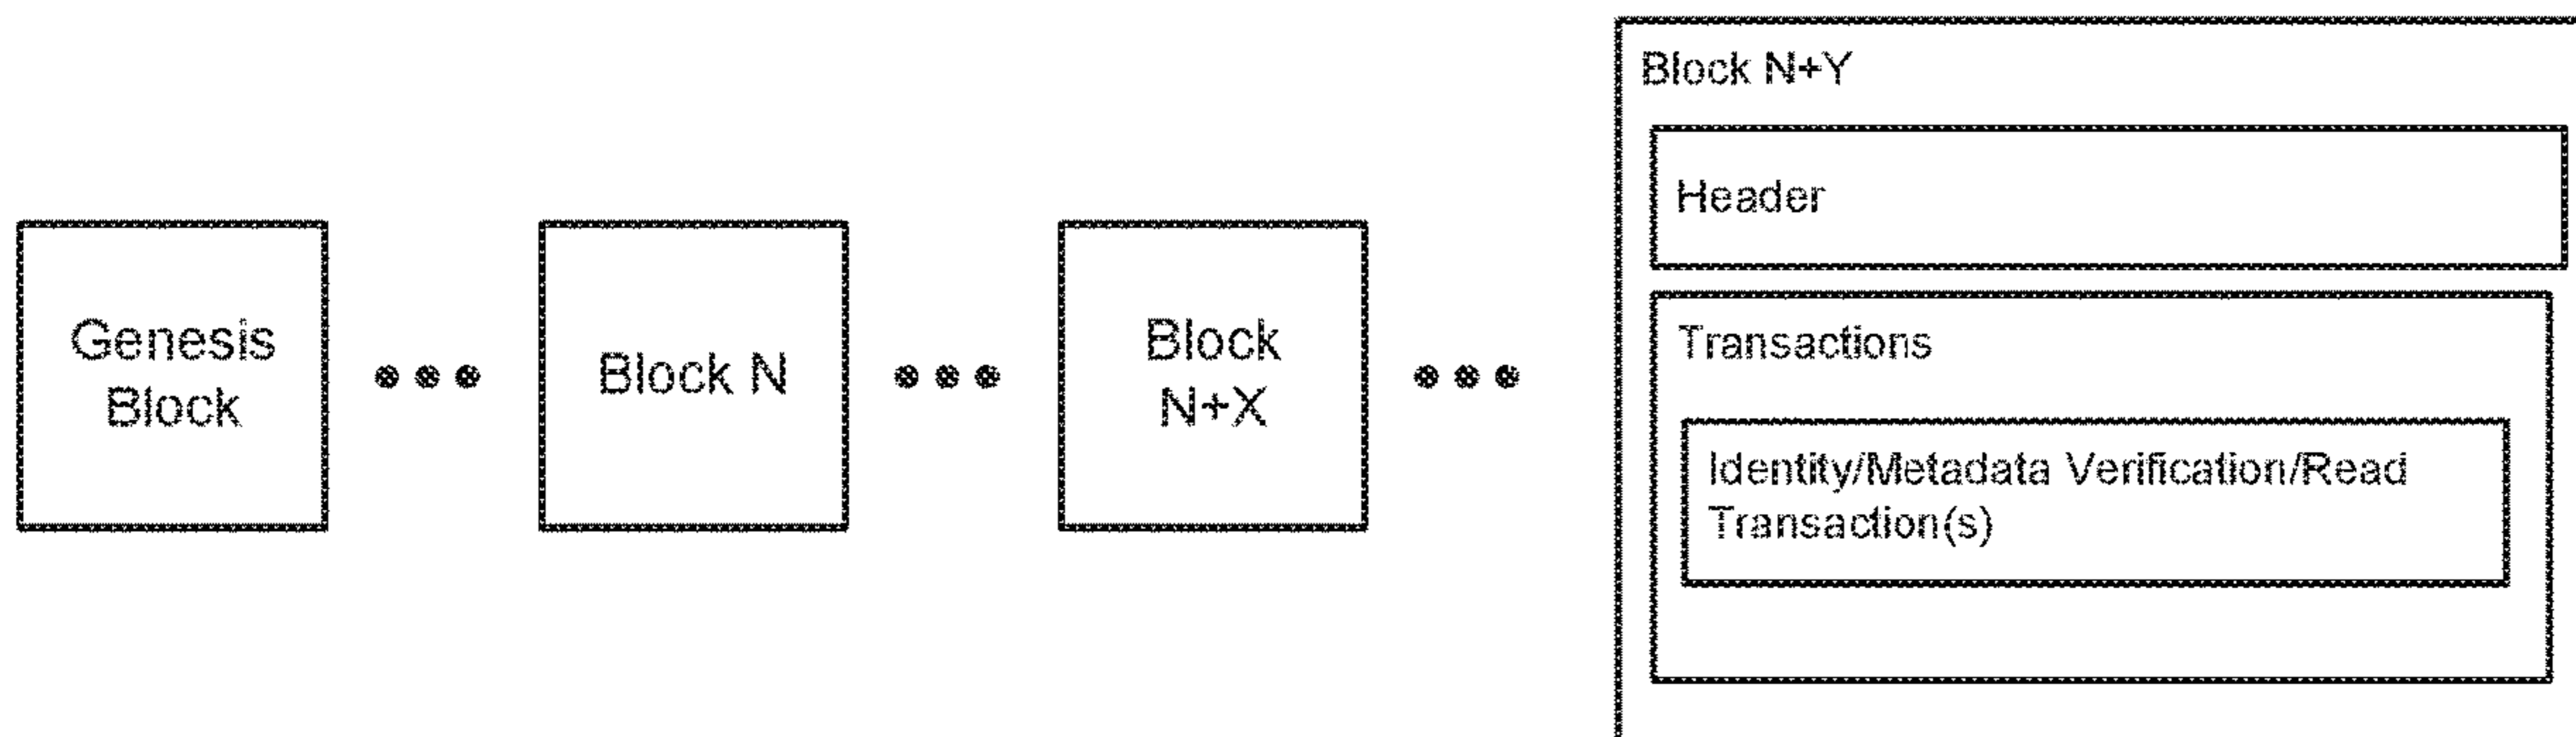 Genesis
Block
Block N
Block
N+X
Block N+Y
Header
Transactions
Identity/Metadata Verification/Read
Transaction(s)